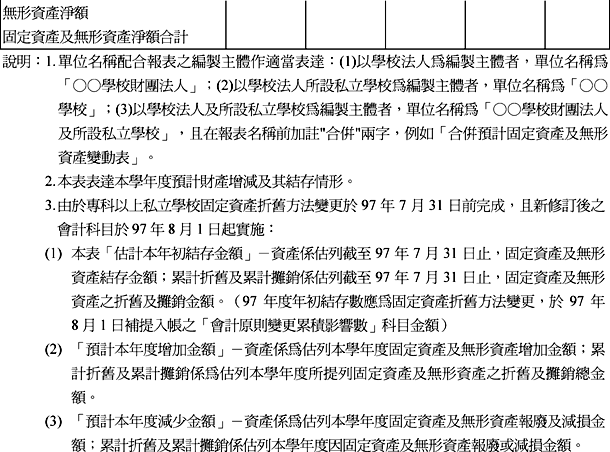 無形資產淨額
固定資產及無形資產淨額合計
說明：1.單位名稱配合報表之編製主體作適當表達：(1)以學校法人爲編製主體者，單位名稱爲
「○○學校財團法人」；(2)以學校法人所設私立學校爲編製主體者，單位名稱爲「○○
學校」；(3)以學校法人及所設私立學校爲編製主體者，單位名稱爲「○○學校財團法人
及所設私立學校」，且在報表名稱前加註"合併"兩字，例如「合併預計固定資產及無形
資產變動表」。
2.本表表達本學年度預計財產增減及其結存情形。
3.由於專科以上私立學校固定資產折舊方法變更於 97 年 7 月 31 日前完成，且新修訂後之
會計科目於 97 年 8 月 1 日起實施：
(1) 本表「估計本年初結存金額」－資產係估列截至 97 年 7 月 31 日止，固定資產及無形
資產結存金額；累計折舊及累計攤銷係估列截至 97 年 7 月 31 日止，固定資產及無形
資產之折舊及攤銷金額。（97 年度年初結存數應爲固定資產折舊方法變更，於 97 年
8 月 1 日補提入帳之「會計原則變更累積影響數」科目金額）
(2) 「預計本年度增加金額」－資產係爲估列本學年度固定資產及無形資產增加金額；累
計折舊及累計攤銷係爲估列本學年度所提列固定資產及無形資產之折舊及攤銷總金
額。
(3) 「預計本年度減少金額」－資產係爲估列本學年度固定資產及無形資產報廢及減損金
額；累計折舊及累計攤銷係估列本學年度因固定資產及無形資產報廢或減損金額。